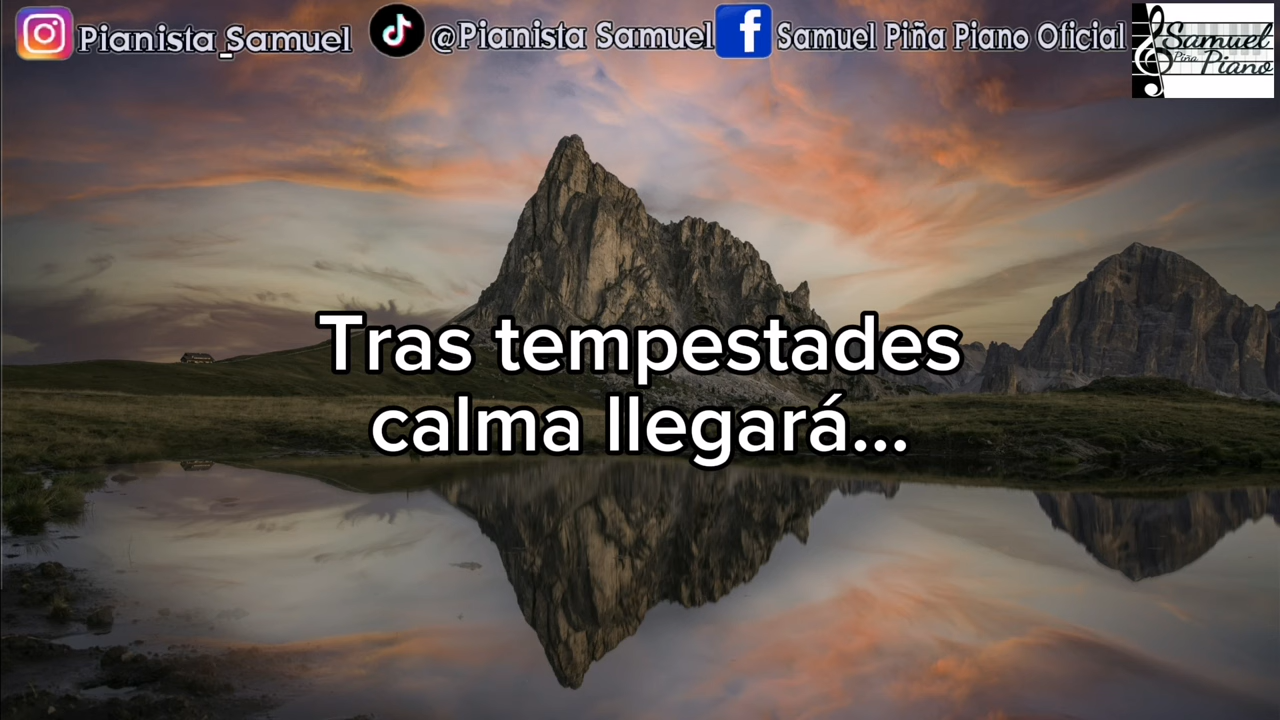 Pianista_Samuel
@Pianista Samuel
Samuel Piña Piano Oficial
Samuel
Piña
Piano
Tras tempestades
calma llegará...